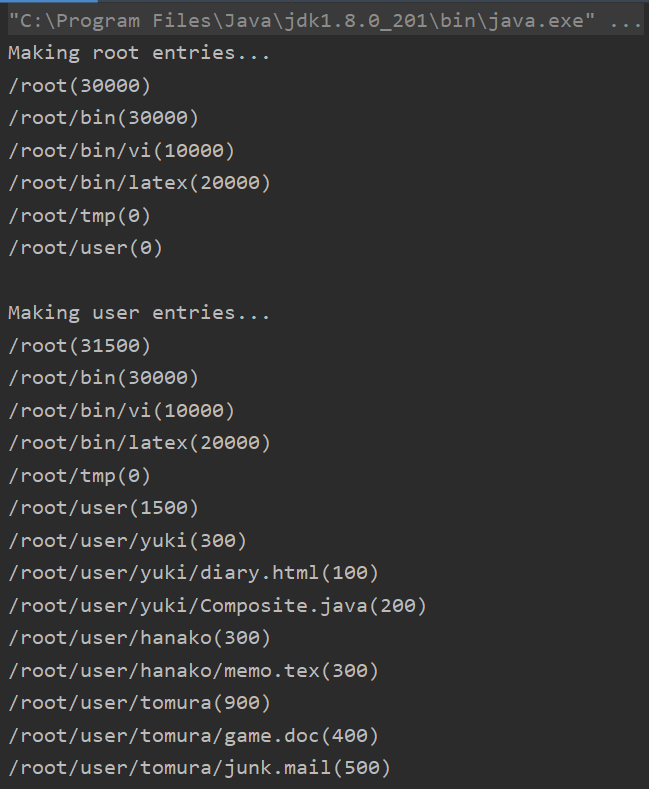 "C:\Program Files\Java\jdk1.8.0_201\bin\java.exe" ...
Making root entries...
/root(30000)
/root/bin(30000)
/root/bin/vi(10000)
/root/bin/latex(20000)
/root/tmp(0)
/root/user(0)

Making user entries...
/root(31500)
/root/bin(30000)
/root/bin/vi(10000)
/root/bin/latex(20000)
/root/tmp(0)
/root/user(1500)
/root/user/yuki(300)
/root/user/yuki/diary.html(100)
/root/user/yuki/Composite.java(200)
/root/user/hanako(300)
/root/user/hanako/memo.tex(300)
/root/user/tomura(900)
/root/user/tomura/game.doc(400)
/root/user/tomura/junk.mail(500)